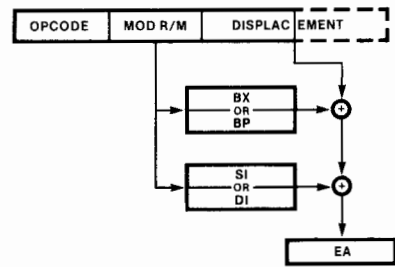 OPCODE MOD R/M DISPLACEMENT
BX
OR
BP
+
SI
OR
DI
+
EA